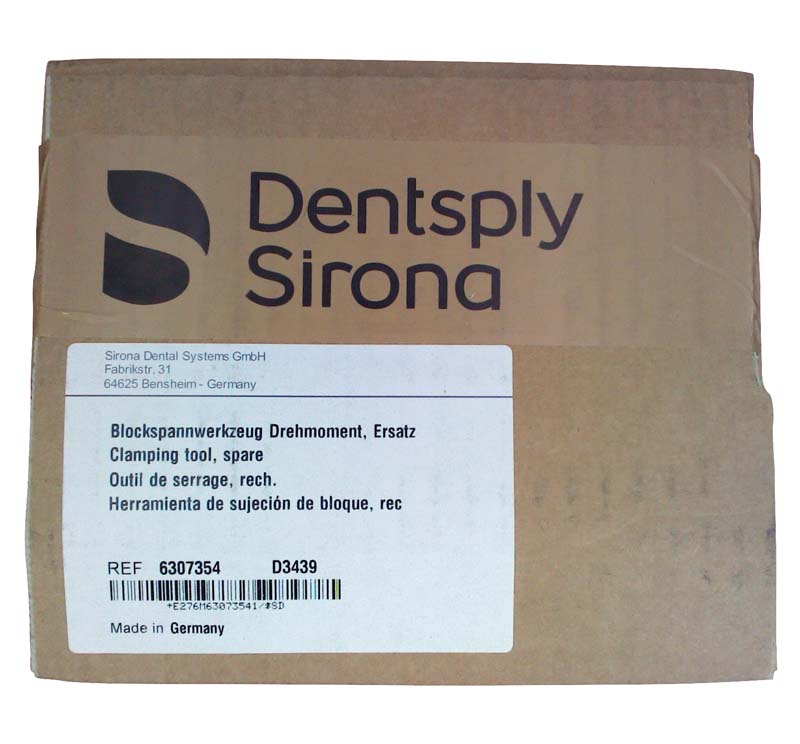 Dentsply
Sirona
Sirona Dental Systems GmbH
Fabrikstr. 31
64625 Bensheim - Germany
Blockspannwerkzeug Drehmoment, Ersatz
Clamping tool, spare
Outil de serrage, rech.
Herramienta de sujeción de bloque, rec
REF 6307354 D3439
+E276M63073541/$SD
Made in Germany